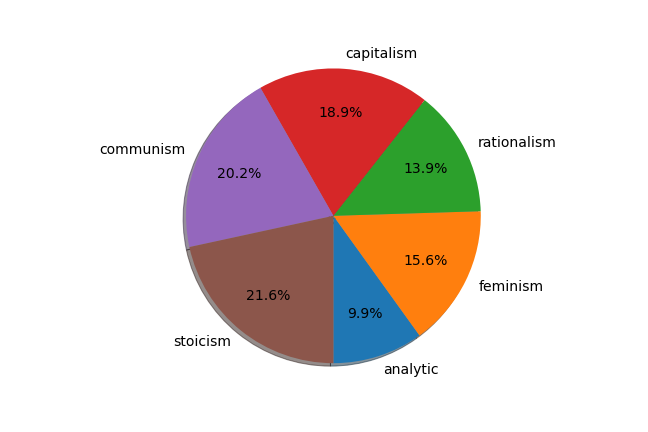 capitalism
18.9%
rationalism
13.9%
communism
20.2%
15.6%
feminism
21.6%
stoicism
9.9%
analytic